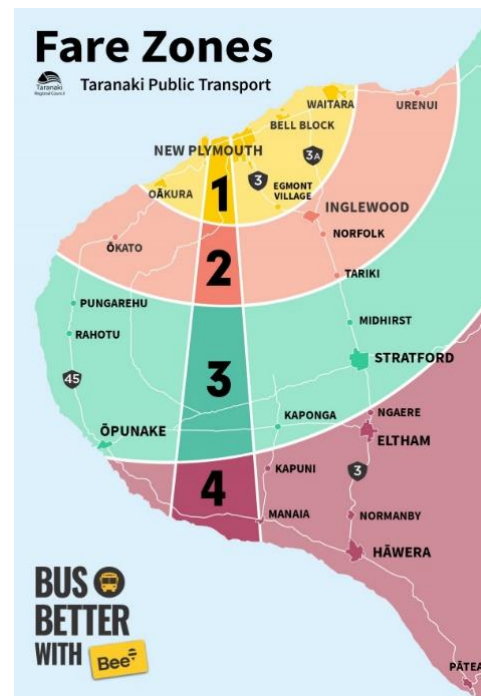 Fare Zones
Taranaki
Regional Council
Taranaki Public Transport
WAITARA
URENUI
BELL BLOCK
NEW PLYMOUTH
3A
3
EGMONT
VILLAGE
OĀKURA
1
INGLEWOOD
NORFOLK
ŌKATO
2
TARIKI
PUNGAREHU
MIDHIRST
RAHOTU
STRATFORD
3
45
KAPONGA
NGAERE
ŌPUNAKE
ELTHAM
4
KAPUNI
3
MANAIA
NORMANBY
HĀWERA
BUS
BETTER
WITH Bee
PĀTEA